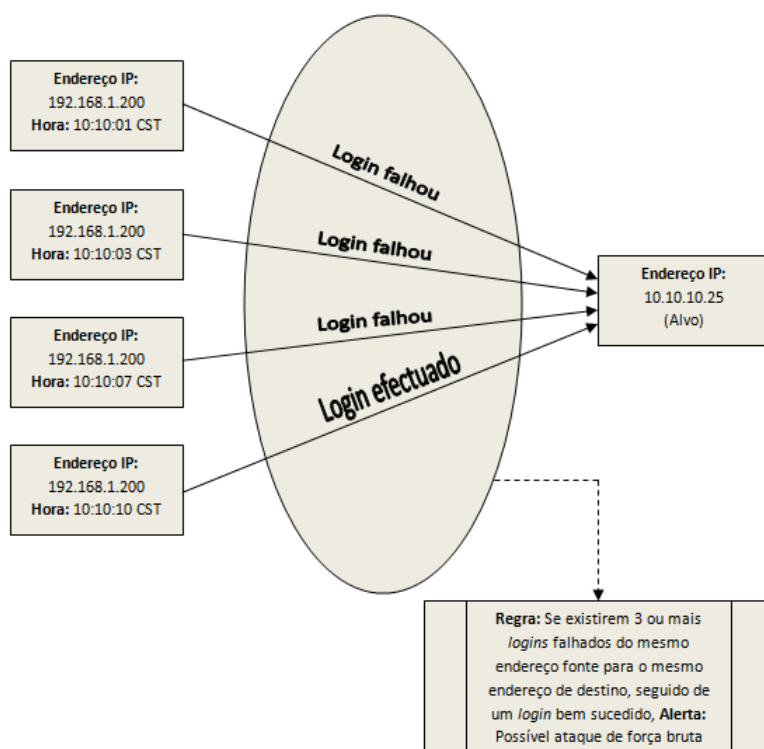 Endereço IP:
192.168.1.200
Hora: 10:10:01 CST
Login falhou
Endereço IP:
192.168.1.200
Hora: 10:10:03 CST
Login falhou
Endereço IP:
10.10.10.25
(Alvo)
Endereço IP:
192.168.1.200
Hora: 10:10:07 CST
Login falhou
Login efectuado
Endereço IP:
192.168.1.200
Hora: 10:10:10 CST
Regra: Se existirem 3 ou mais
logins falhados do mesmo
endereço fonte para o mesmo
endereço de destino, seguido de
um login bem sucedido, Alerta:
Possível ataque de força bruta